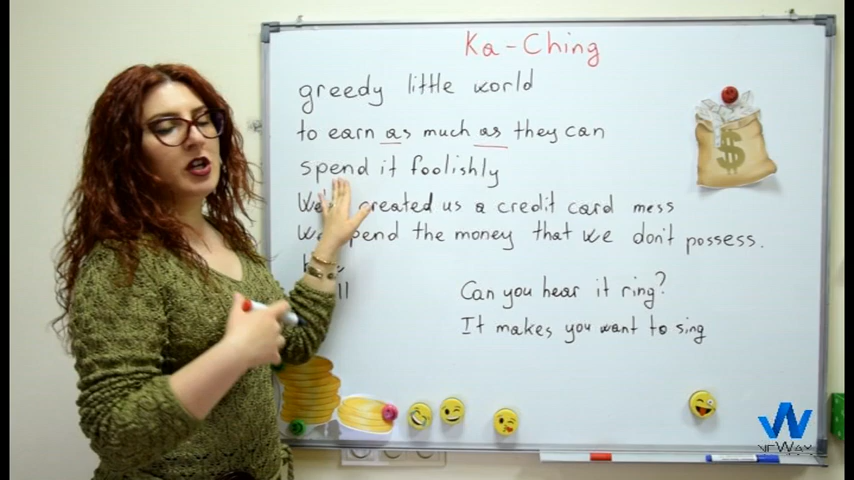 Ka-Ching
greedy little world
to earn as much as they can
spend it foolishly
created us a credit card mess
spend the money that we don't possess.
Can you hear it ring?
It makes you want to sing
$